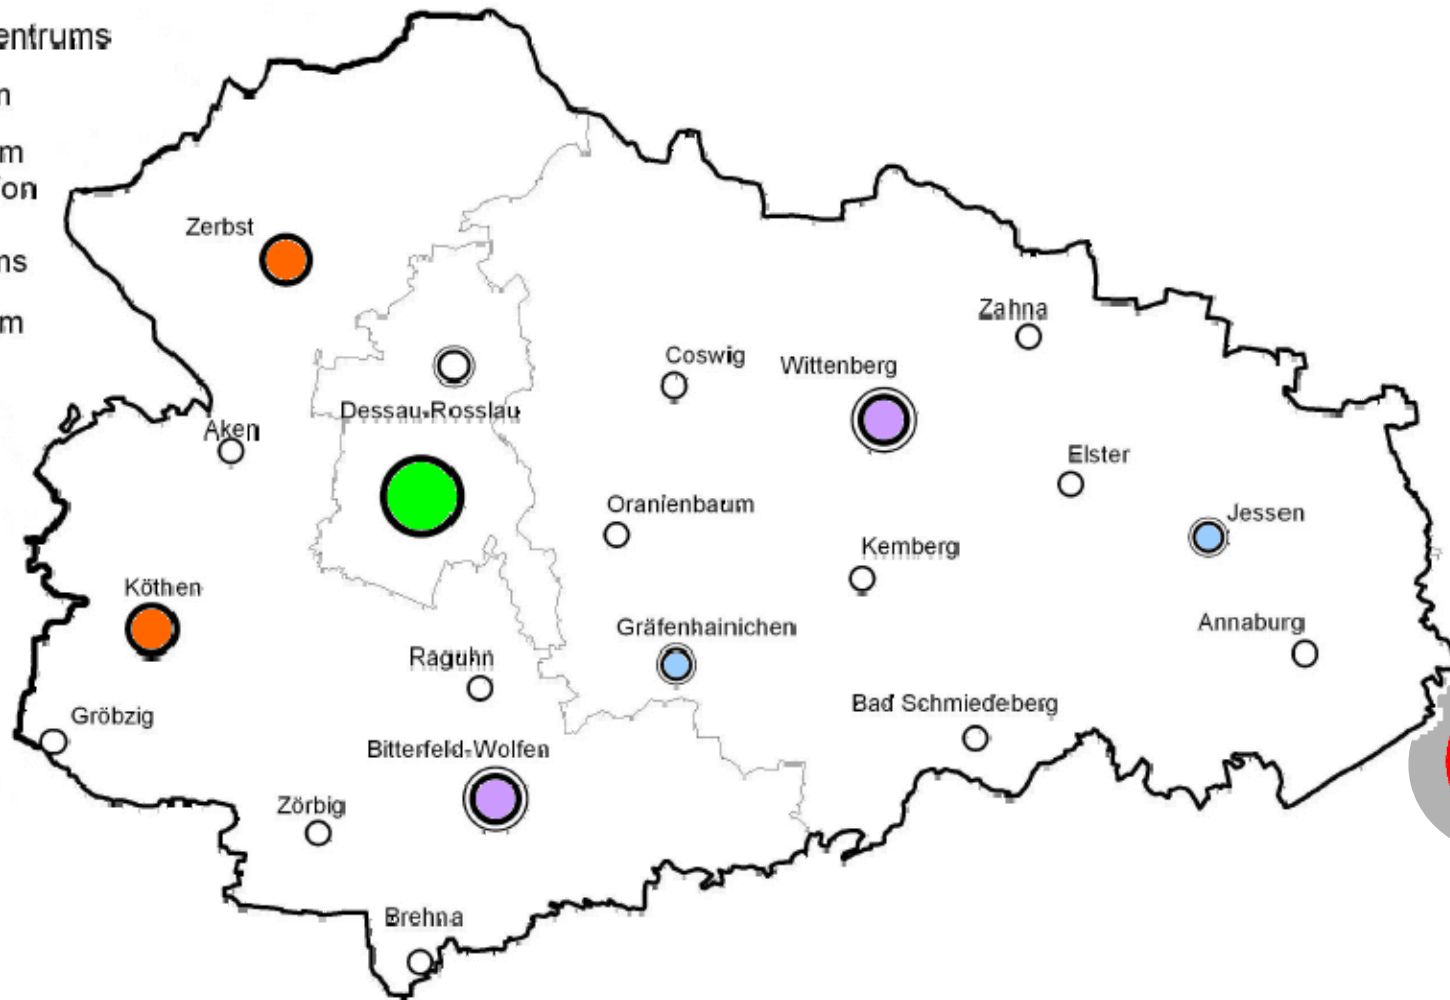 entrums
n
m
ion
ns
m
Zerbst
Zahna
Coswig
Wittenberg
Dessau-Rosslau
Aken
Elster
Oranienbaum
Jessen
Kemberg
Köthen
Gräfenhainichen
Annaburg
Raguhn
Bad Schmiedeberg
Gröbzig
Bitterfeld-Wolfen
Zörbig
Brehna